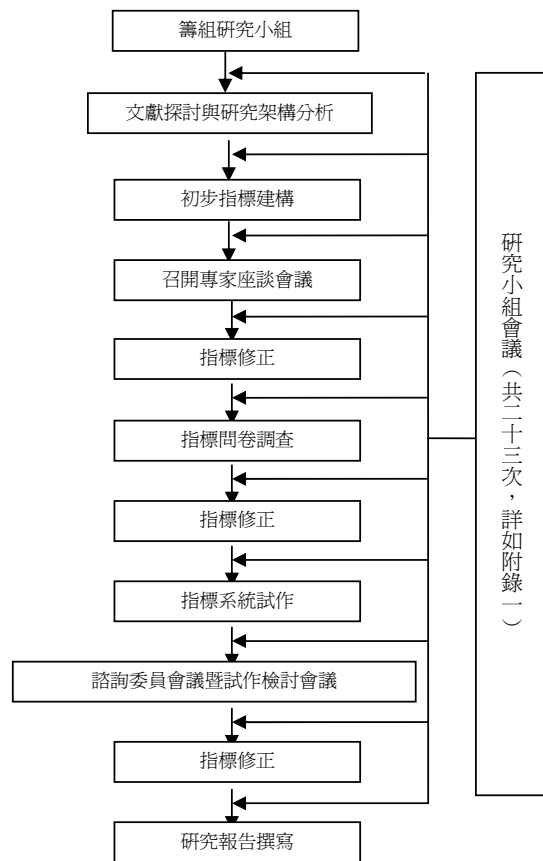 籌組研究小組
文獻探討與研究架構分析
初步指標建構
召開專家座談會議
指標修正
指標問卷調查
指標修正
指標系統試作
諮詢委員會議暨試作檢討會議
指標修正
研究報告撰寫
研究小組會議（共二十三次，詳如附錄一）